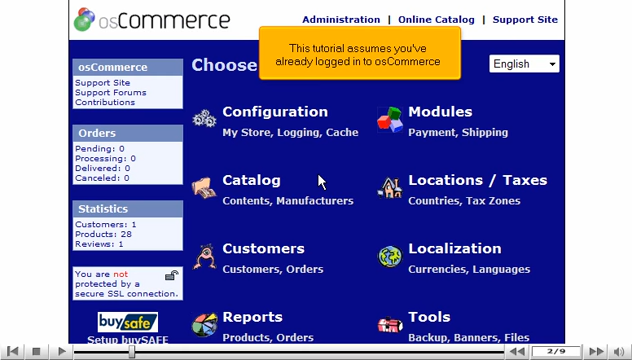 osCommerce
Administration | Online Catalog | Support Site
This tutorial assumes you've
already logged in to osCommerce
Choose
English
osCommerce
Support Site
Support Forums
Contributions
Orders
Pending: 0
Processing: 0
Delivered: 0
Canceled: 0
Statistics
Customers: 1
Products: 28
Reviews: 1
You are not
protected by a
secure SSL connection.
buysafe
Setup buySAFE
Configuration
My Store, Logging, Cache
Modules
Payment, Shipping
Catalog
Contents, Manufacturers
Locations / Taxes
Countries, Tax Zones
Customers
Customers, Orders
Localization
Currencies, Languages
Reports
Products, Orders
Tools
Backup, Banners, Files
2/9